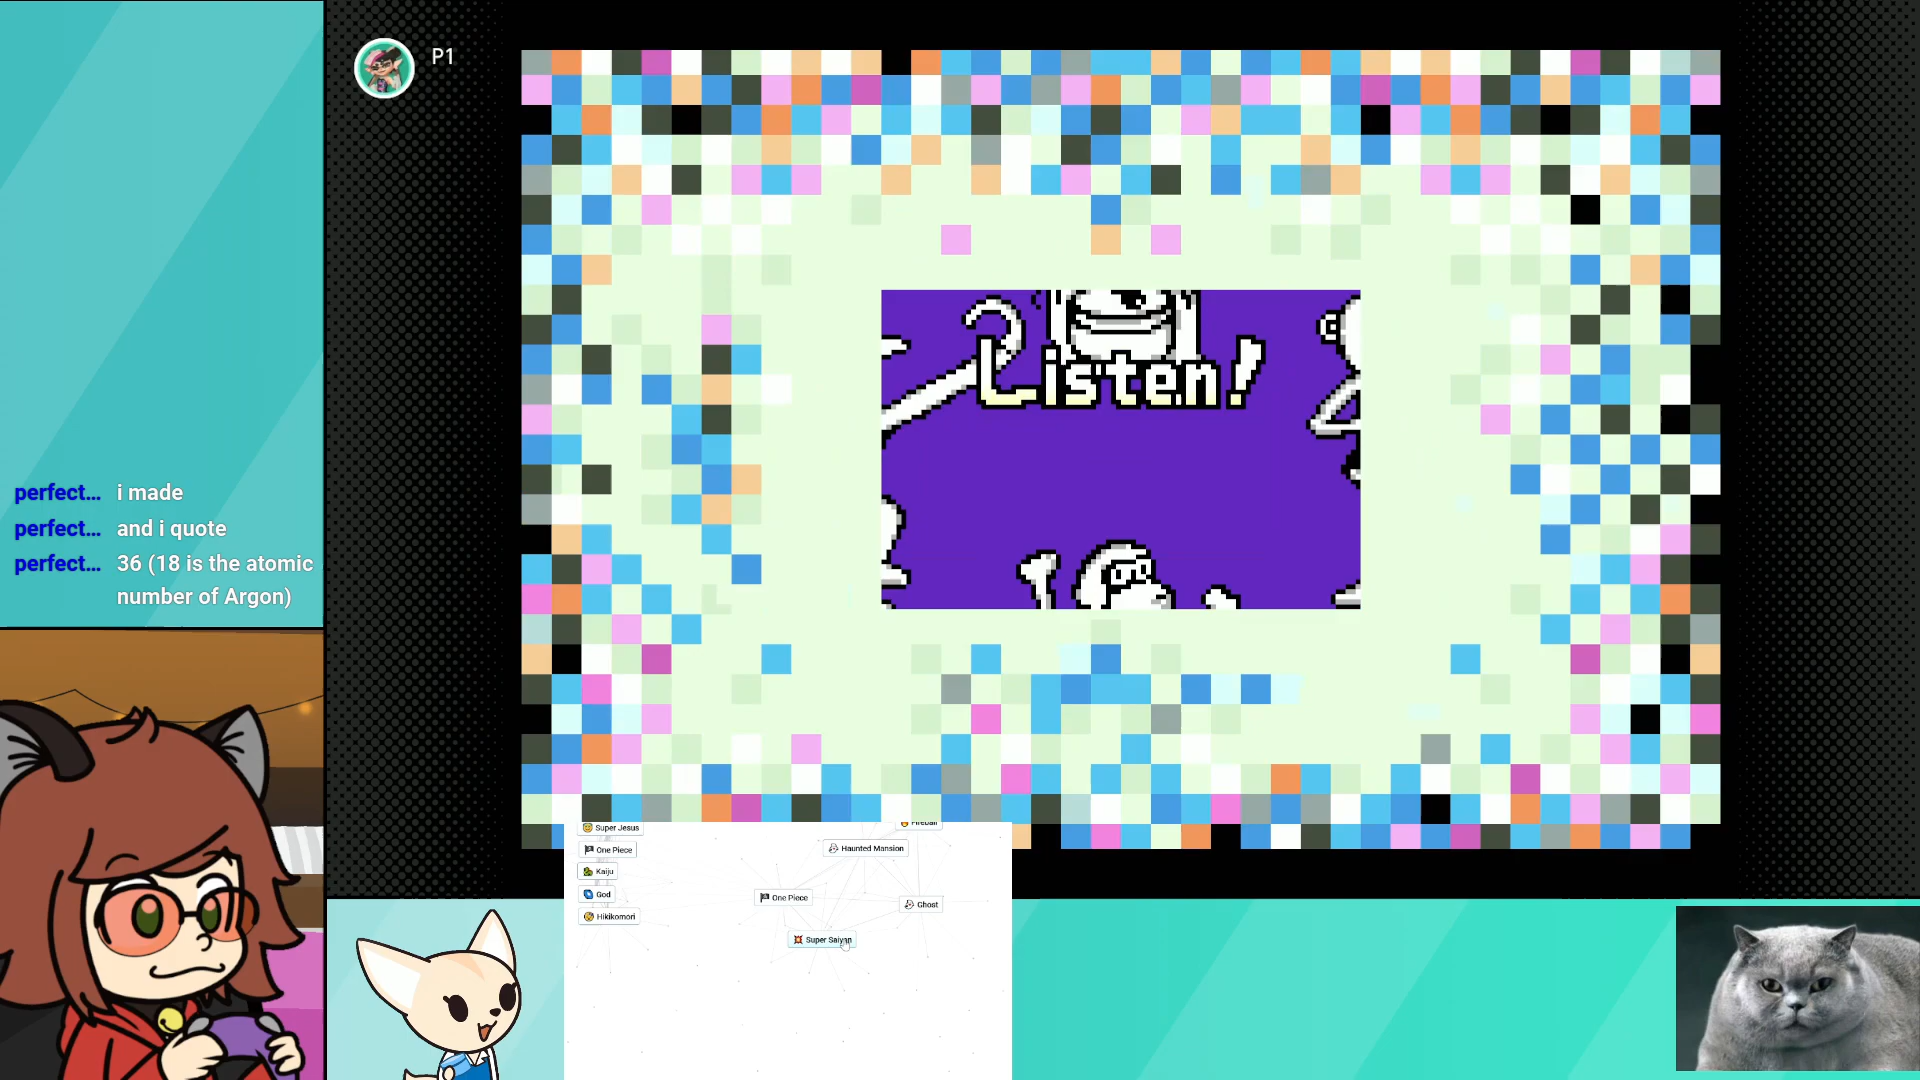 P1
Listen!
perfect... i made
perfect... and i quote
perfect... 36 (18 is the atomic
number of Argon)
Super Jesus
Fireball
One Piece
Haunted Mansion
Kaiju
God
One Piece
Ghost
Hikikomori
Super Saiyan